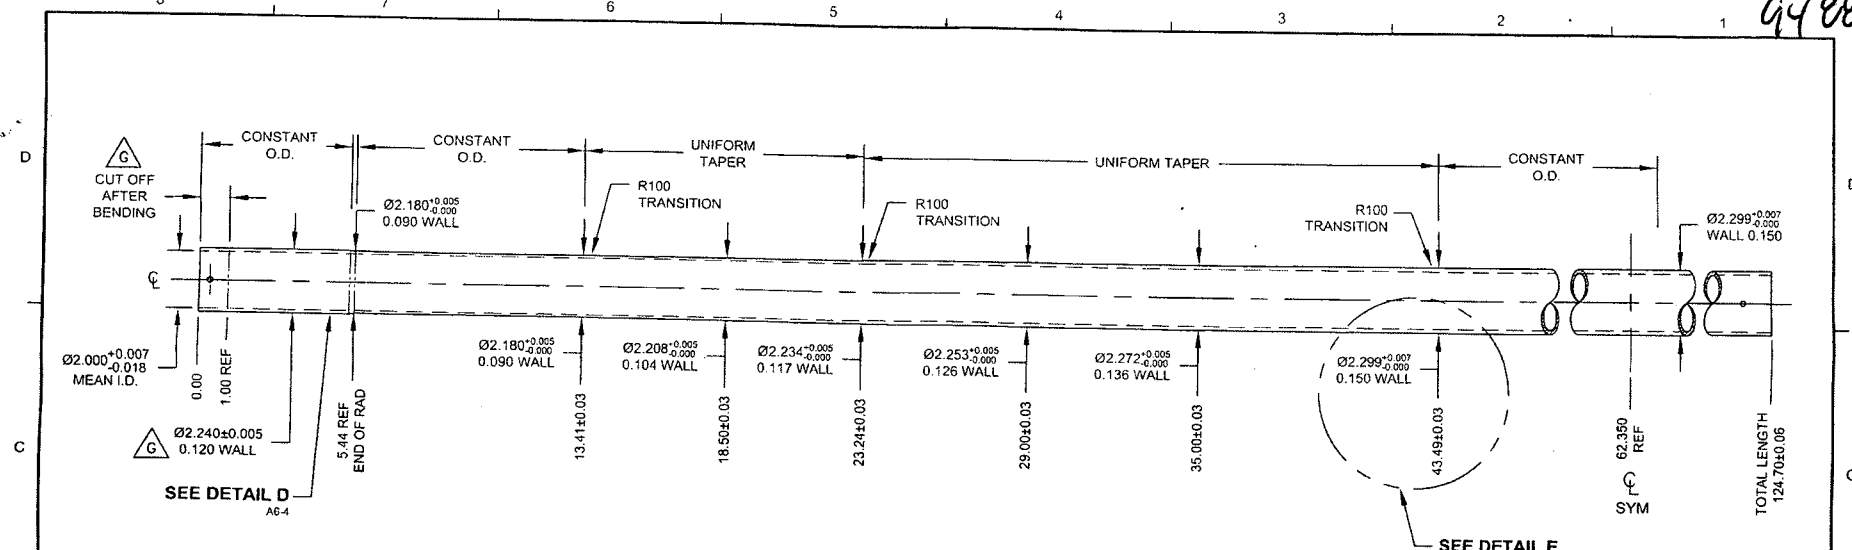 7
6
5
4
3
2
1
D
C
G
CUT OFF
AFTER
BENDING
CONSTANT
O.D.
CONSTANT
O.D.
UNIFORM
TAPER
UNIFORM TAPER
CONSTANT
O.D.
Ø2.180+0.005-0.000
0.090 WALL
R100
TRANSITION
R100
TRANSITION
R100
TRANSITION
Ø2.299+0.007-0.000
WALL 0.150
℄
Ø2.000+0.007-0.018
MEAN I.D.
0.00
1.00 REF
G
Ø2.240±0.005
0.120 WALL
SEE DETAIL D
A6-4
5.44 REF
END OF RAD
Ø2.180+0.005-0.000
0.090 WALL
13.41±0.03
Ø2.208+0.005-0.000
0.104 WALL
18.50±0.03
Ø2.234+0.005-0.000
0.117 WALL
23.24±0.03
Ø2.253+0.005-0.000
0.126 WALL
29.00±0.03
Ø2.272+0.005-0.000
0.136 WALL
35.00±0.03
Ø2.299+0.007-0.000
0.150 WALL
43.49±0.03
62.350
REF
℄
SYM
TOTAL LENGTH
124.70±0.06
SEE DETAIL